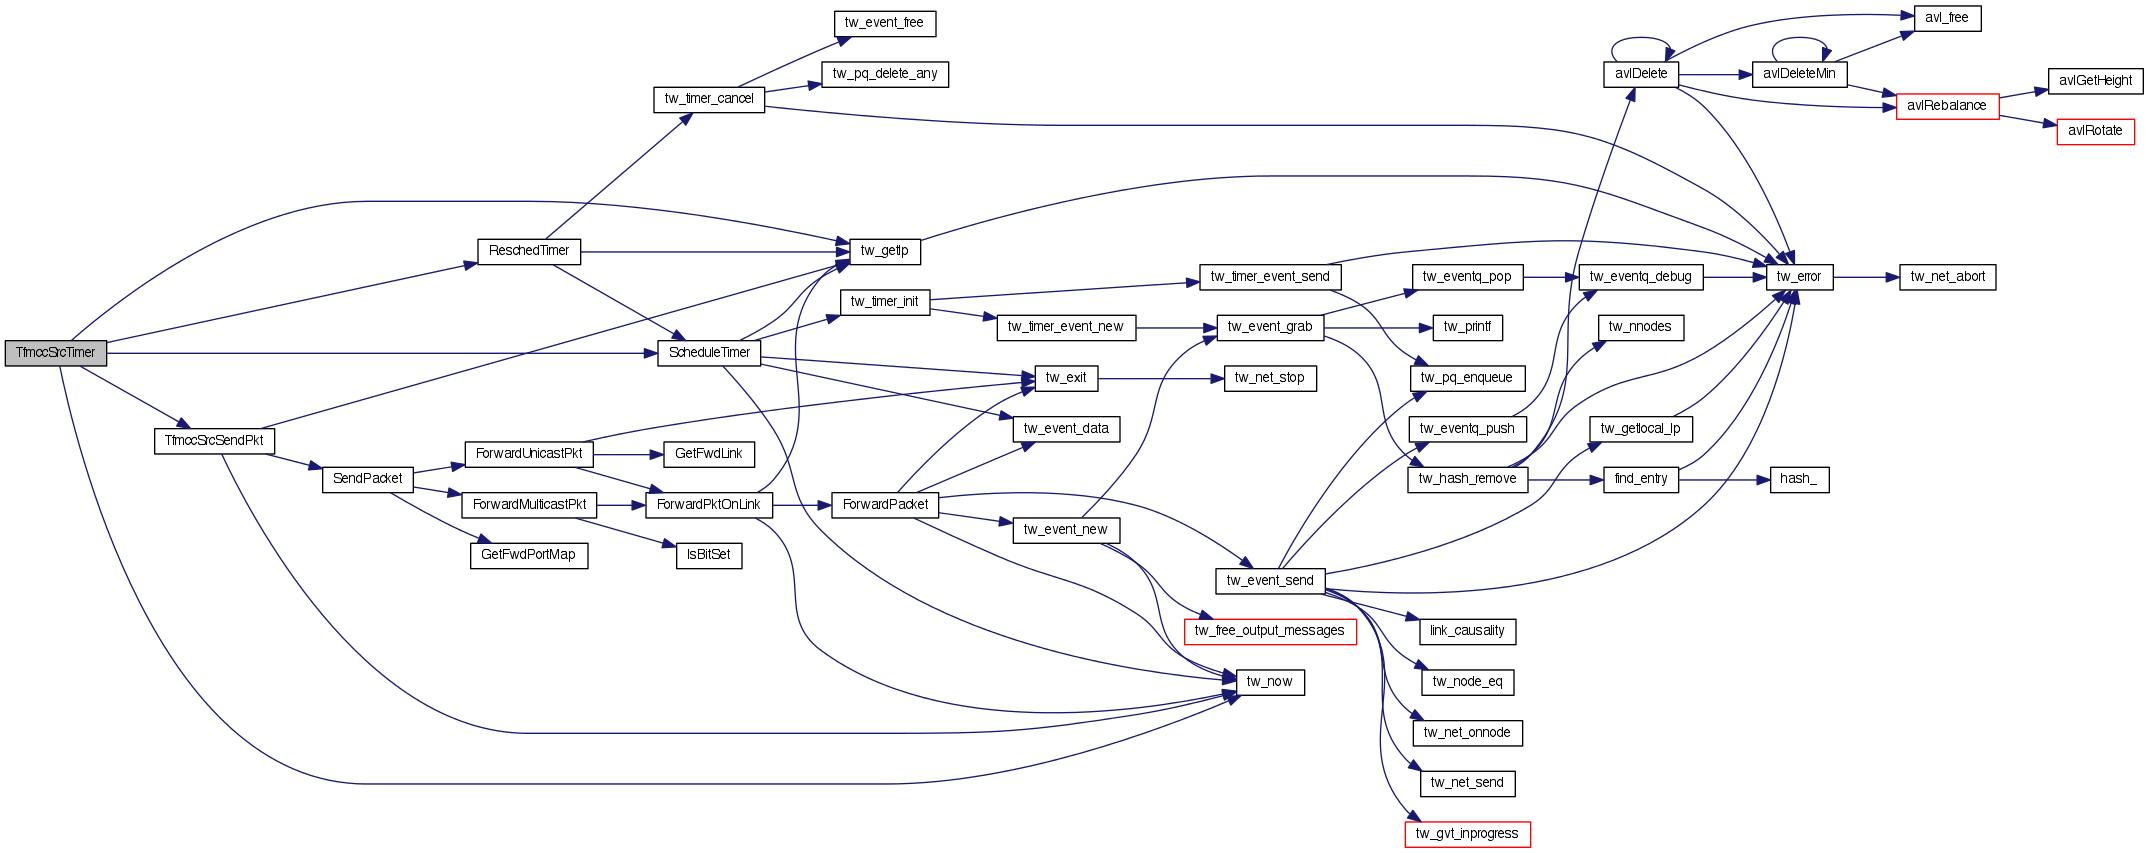 avl_free
tw_event_free
avlDelete
avlDeleteMin
tw_pq_delete_any
avlGetHeight
tw_timer_cancel
avlRebalance
avlRotate
ReschedTimer
tw_getlp
tw_timer_event_send
tw_eventq_pop
tw_eventq_debug
tw_error
tw_net_abort
tw_timer_init
tw_timer_event_new
tw_event_grab
tw_printf
tw_nnodes
TfmccSrcTimer
ScheduleTimer
tw_exit
tw_net_stop
tw_pq_enqueue
TfmccSrcSendPkt
tw_event_data
tw_eventq_push
tw_getlocal_lp
ForwardUnicastPkt
GetFwdLink
SendPacket
tw_hash_remove
find_entry
hash_
ForwardMulticastPkt
ForwardPktOnLink
ForwardPacket
tw_event_new
GetFwdPortMap
IsBitSet
tw_event_send
tw_free_output_messages
link_causality
tw_now
tw_node_eq
tw_net_onnode
tw_net_send
tw_gvt_inprogress